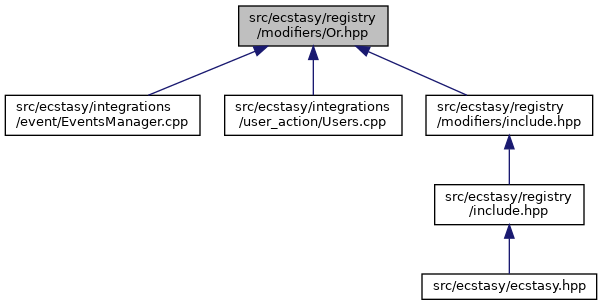 src/ecstasy/registry
/modifiers/Or.hpp
src/ecstasy/integrations
/event/EventsManager.cpp
src/ecstasy/integrations
/user_action/Users.cpp
src/ecstasy/registry
/modifiers/include.hpp
src/ecstasy/registry
/include.hpp
src/ecstasy/ecstasy.hpp